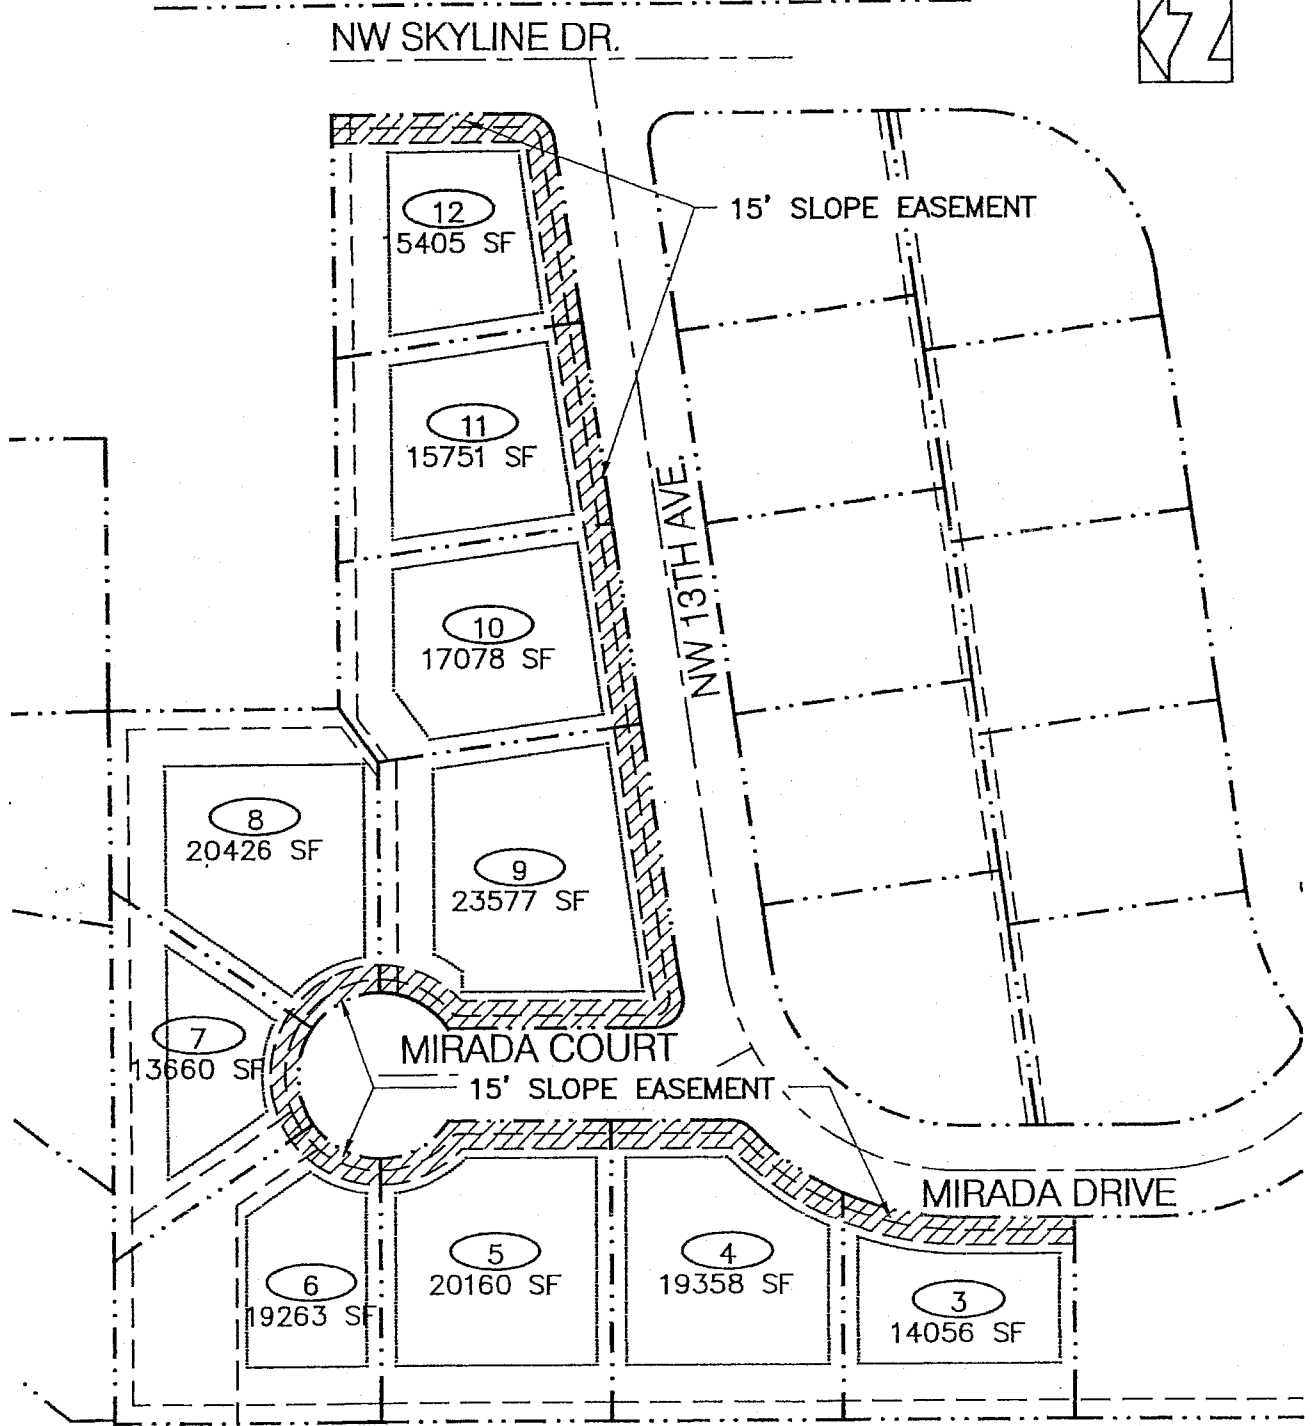 NW SKYLINE DR.
12
5405 SF
15' SLOPE EASEMENT
11
15751 SF
NW 13TH AVE.
10
17078 SF
8
20426 SF
9
23577 SF
7
13660 SF
MIRADA COURT
15' SLOPE EASEMENT
MIRADA DRIVE
6
19263 SF
5
20160 SF
4
19358 SF
3
14056 SF